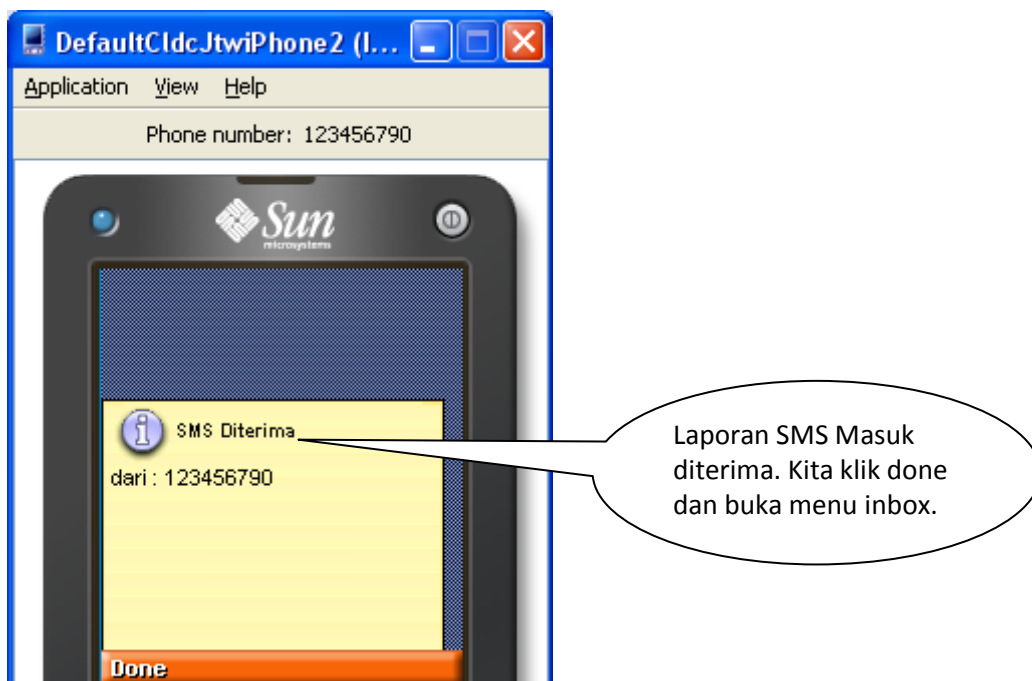 DefaultCldcJtwiPhone2 (I...
Application View Help
Phone number: 123456790
Sun
microsystems
SMS Diterima
dari : 123456790
Done
Laporan SMS Masuk
diterima. Kita klik done
dan buka menu inbox.